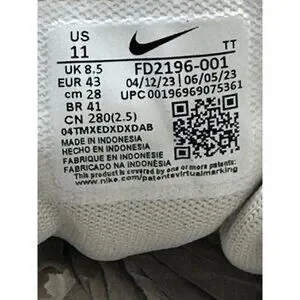 US
11
TT
UK 8.5
EUR 43
cm 28
BR 41
CN 280(2.5)
FD2196-001
04/12/23 06/05/23
UPC 00196969075361
04TMXEDXDXDAB
MADE IN INDONESIA
HECHO EN INDONESIA
FABRIQUE EN INDONESIE
FABRICADO NA INDONÉSIA
This product is covered by one or more patents
www.nike.com/patentsvirtualmarking